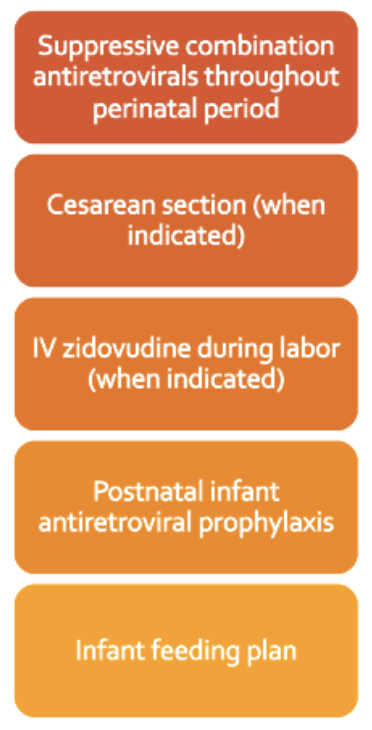 Suppressive combination
antiretrovirals throughout
perinatal period
Cesarean section (when
indicated)
IV zidovudine during labor
(when indicated)
Postnatal infant
antiretroviral prophylaxis
Infant feeding plan